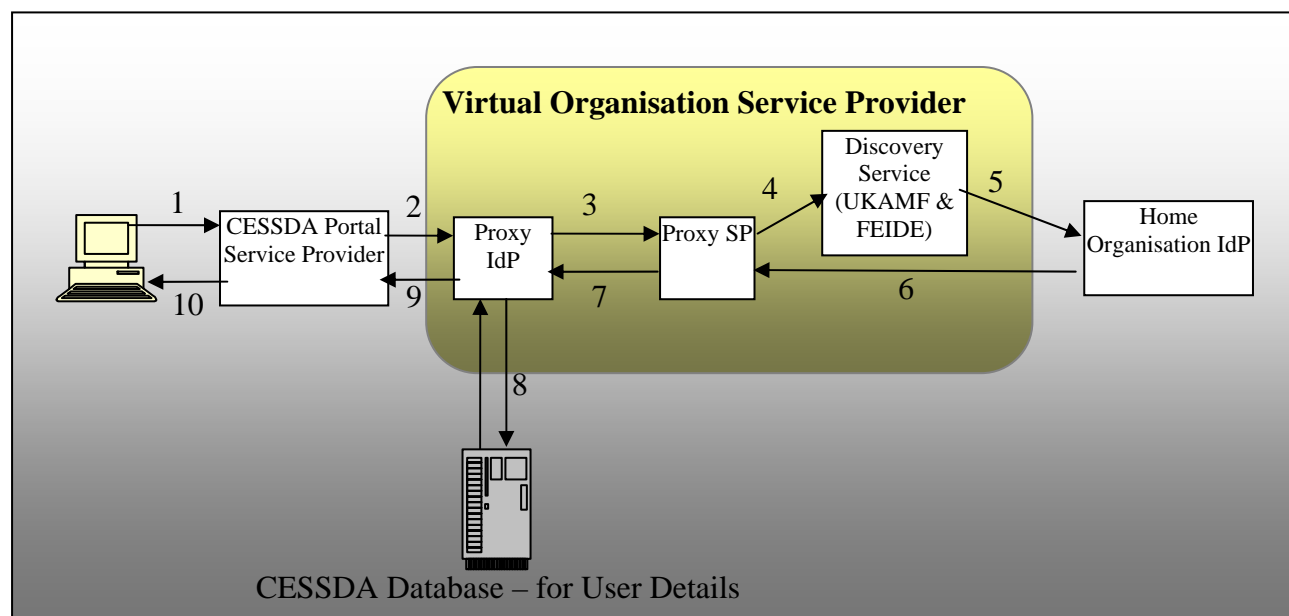 Virtual Organisation Service Provider
Discovery
Service
(UKAMF &
FEIDE)
1
2
3
4
5
CESSDA Portal
Service Provider
Proxy
IdP
Proxy SP
Home
Organisation IdP
10
9
7
6
8
CESSDA Database – for User Details